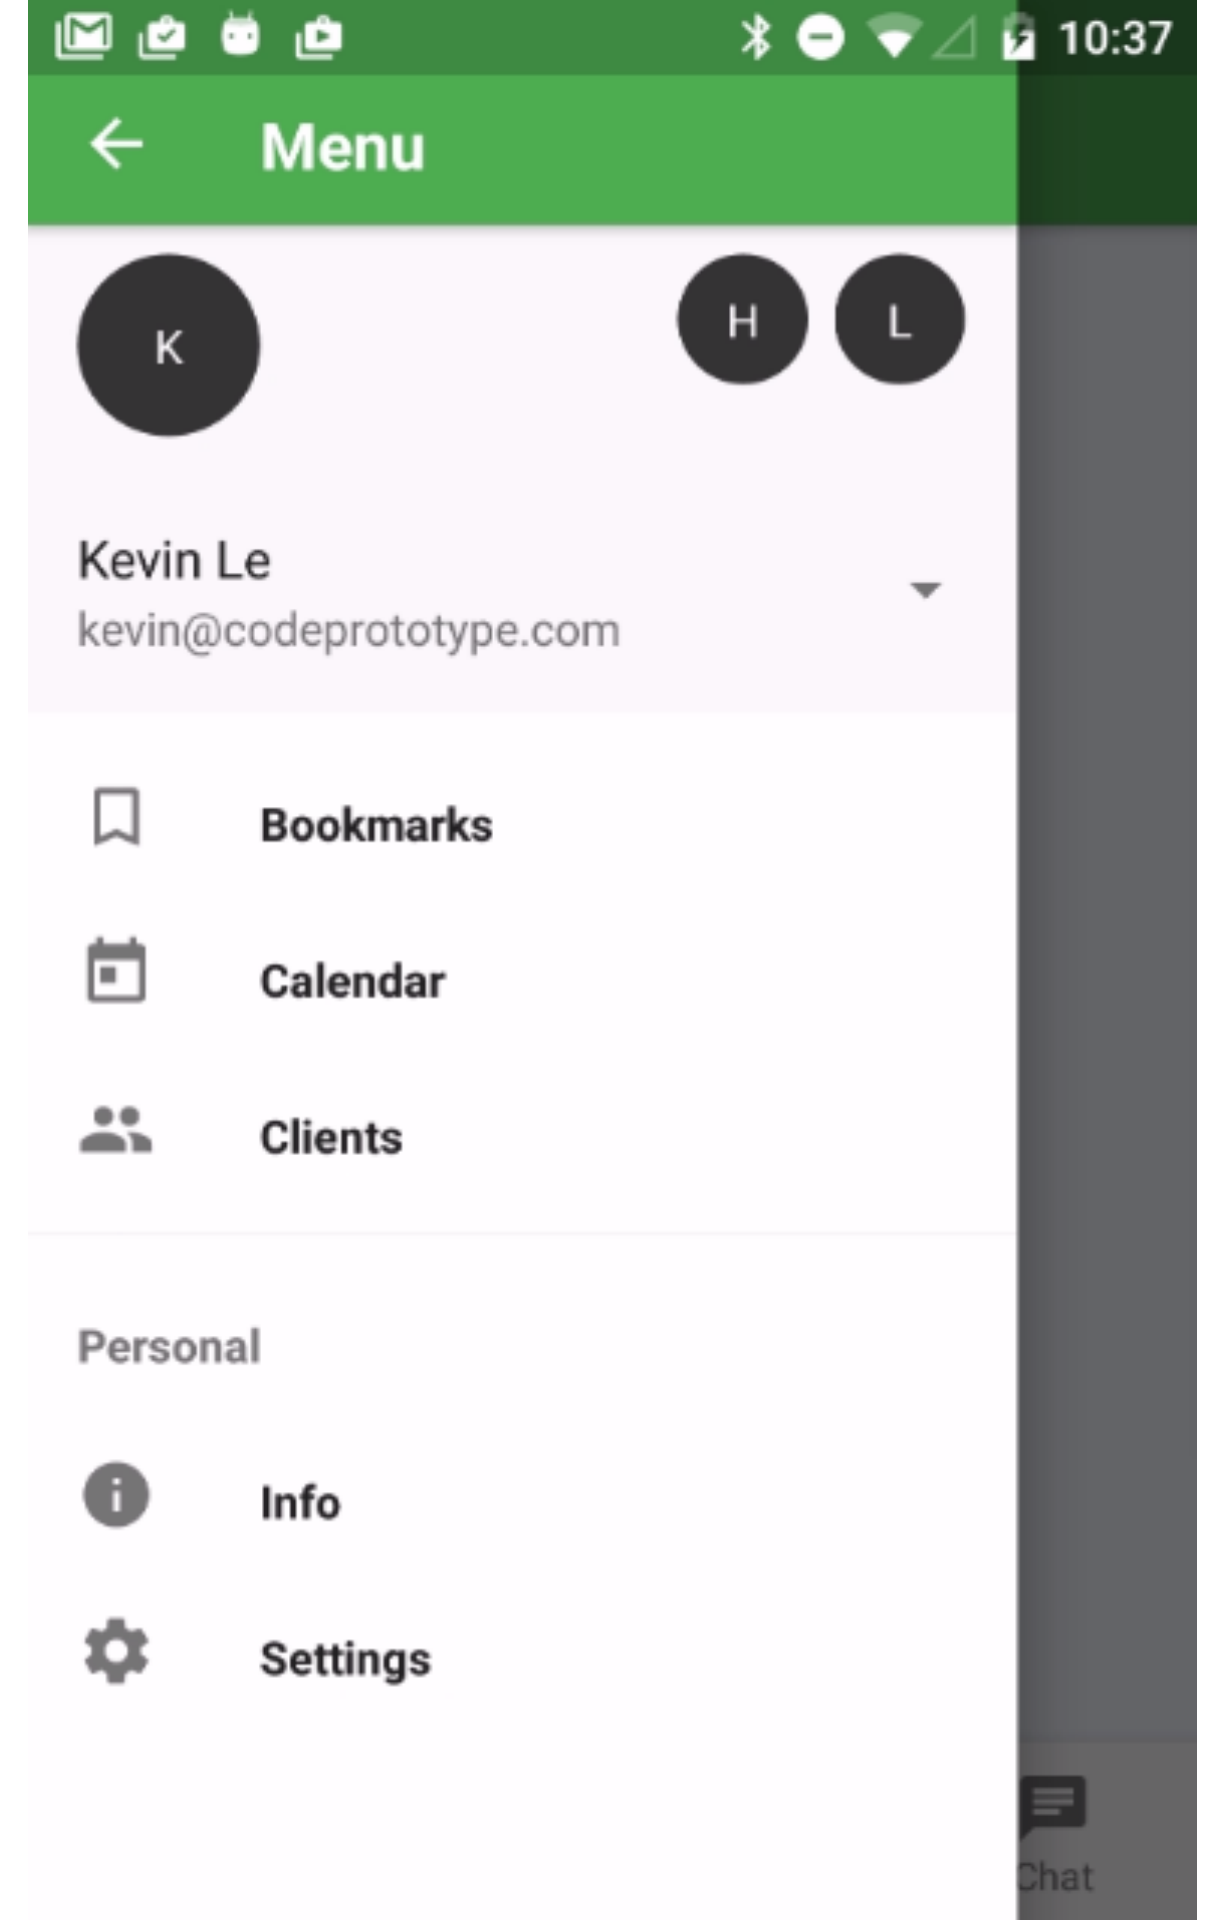 10:37
Menu
K
H
L
Kevin Le
kevin@codeprototype.com
Bookmarks
Calendar
Clients
Personal
Info
Settings
Chat